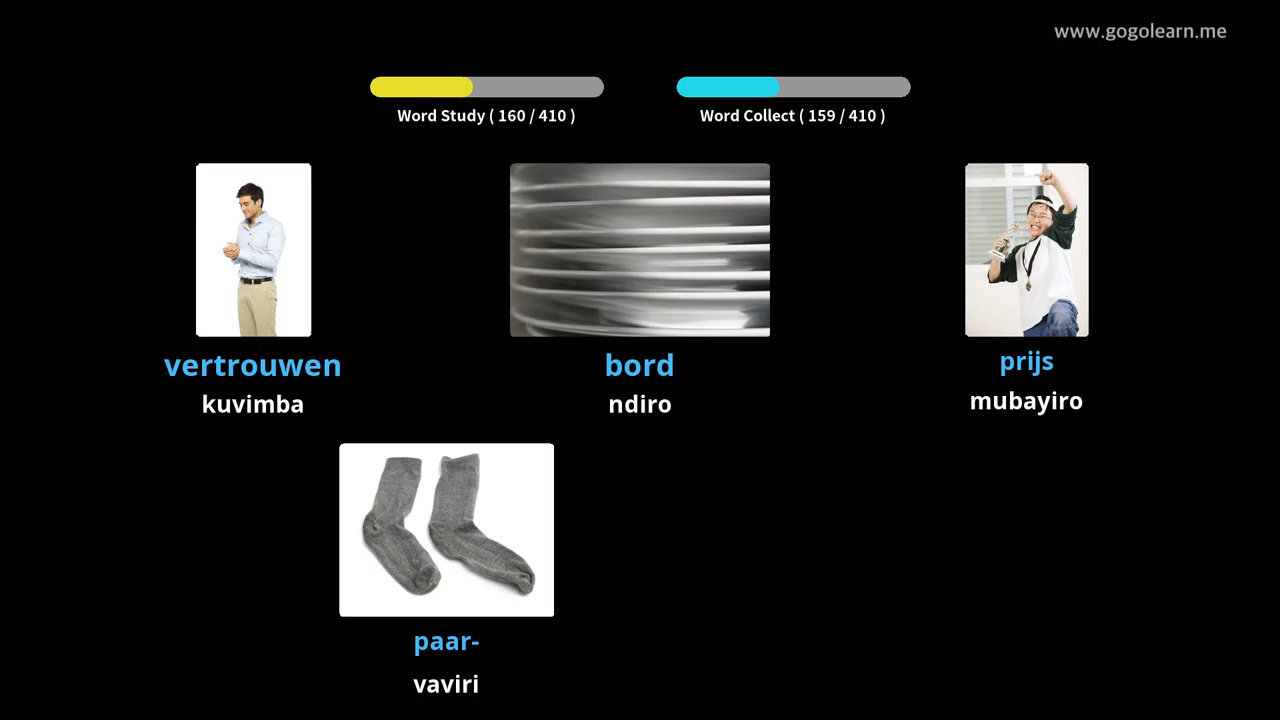 www.gogolearn.me
Word Study ( 160 / 410 )
Word Collect ( 159 / 410 )
vertrouwen
kuvimba
bord
ndiro
prijs
mubayiro
paar-
vaviri